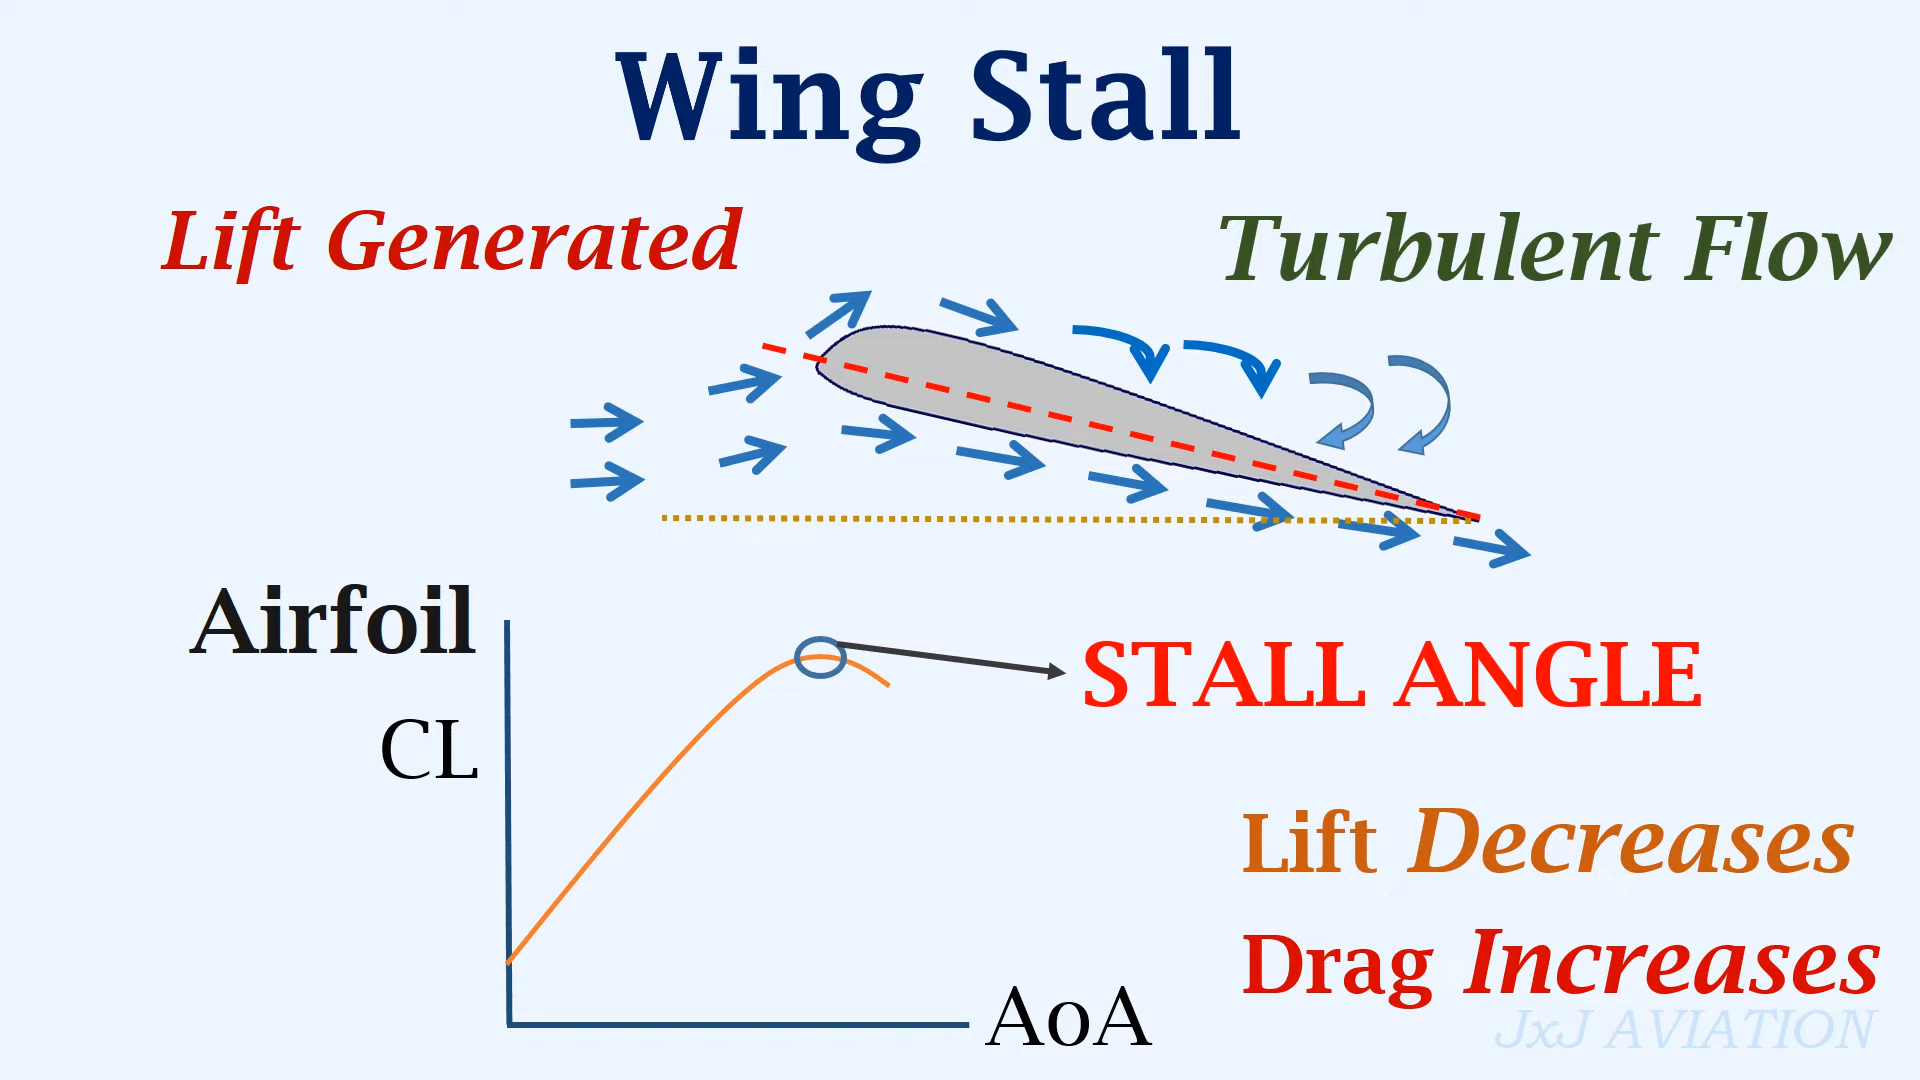 Wing Stall
Lift Generated
Turbulent Flow
Airfoil
CL
STALL ANGLE
Lift Decreases
Drag Increases
AoA
JxJ AVIATION